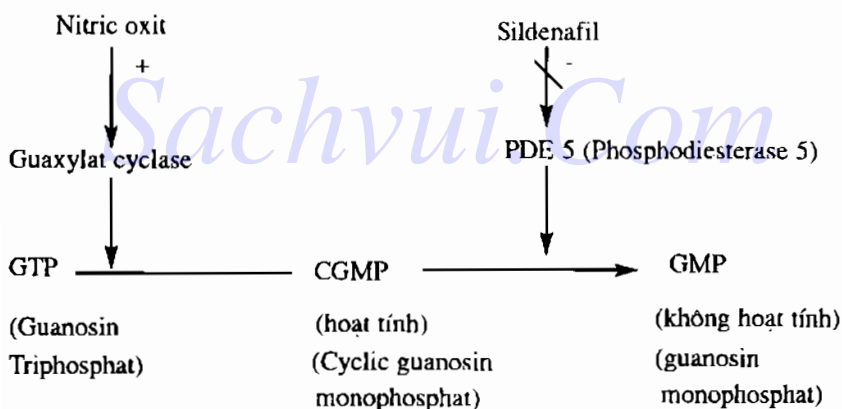 Nitric oxit
Sildenafil
+
-
Sachvui.Com
Guaxylat cyclase
PDE 5 (Phosphodiesterase 5)
GTP
CGMP
GMP
(Guanosin
Triphosphat)
(hoạt tính)
(Cyclic guanosin
monophosphat)
(không hoạt tính)
(guanosin
monophosphat)